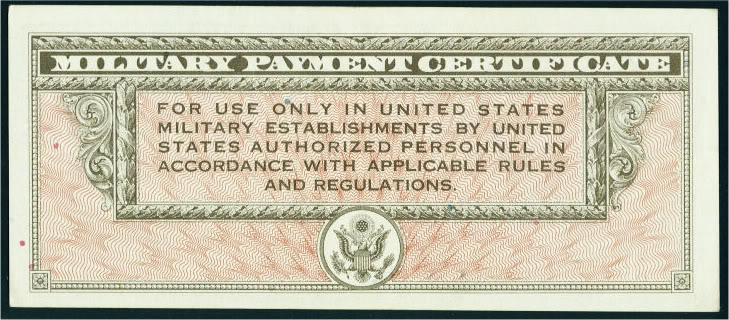 MILITARY PAYMENT CERTIFICATE
FOR USE ONLY IN UNITED STATES
MILITARY ESTABLISHMENTS BY UNITED
STATES AUTHORIZED PERSONNEL IN
ACCORDANCE WITH APPLICABLE RULES
AND REGULATIONS.